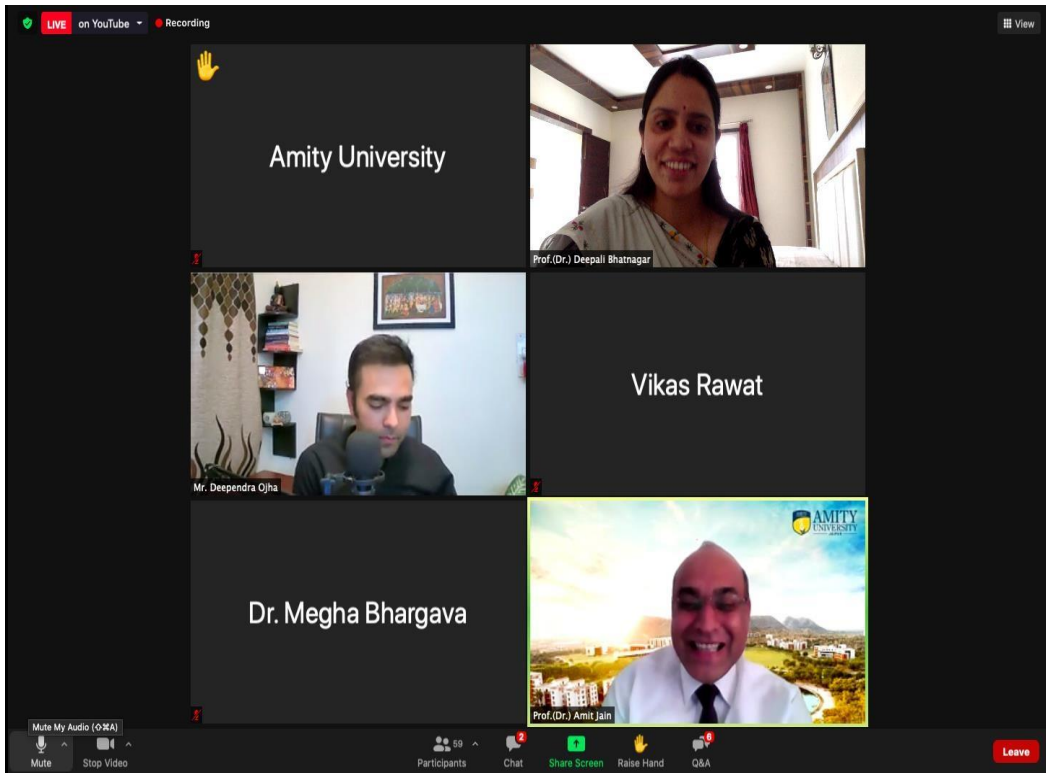 LIVE on YouTube
Recording
View
Amity University
Prof.(Dr.) Deepali Bhatnagar
Mr. Deependra Ojha
Vikas Rawat
Dr. Megha Bhargava
AMITY
UNIVERSITY
Prof.(Dr.) Amit Jain
Mute My Audio (⇧⌘A)
Mute
Stop Video
59
Participants
2
Chat
Share Screen
Raise Hand
6
Q&A
Leave